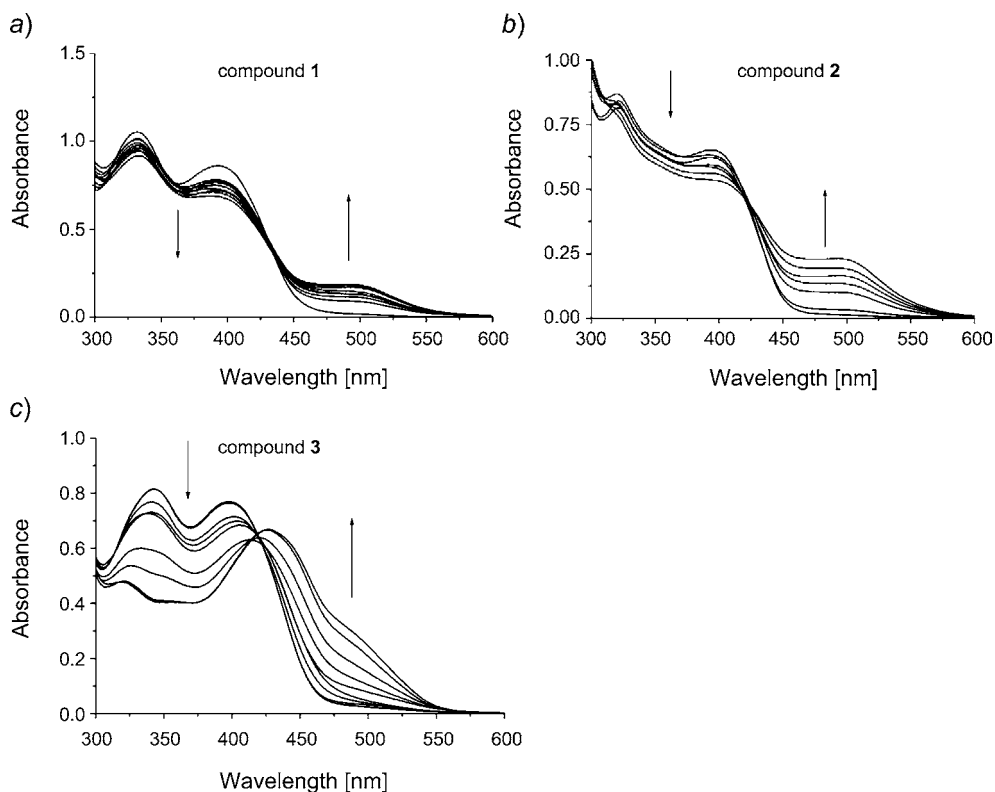 a)
compound 1
Absorbance
1.5
1.0
0.5
0.0
300 350 400 450 500 550 600
Wavelength [nm]
b)
compound 2
Absorbance
1.00
0.75
0.50
0.25
0.00
300 350 400 450 500 550 600
Wavelength [nm]
c)
compound 3
Absorbance
1.0
0.8
0.6
0.4
0.2
0.0
300 350 400 450 500 550 600
Wavelength [nm]